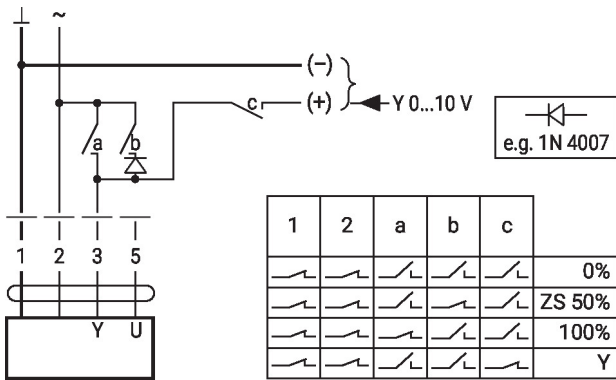 ⊥ ~
(–)
c (+) Y 0...10 V
a b
e.g. 1N 4007
1 2 3 5
Y U
1 2 a b c
0%
ZS 50%
100%
Y